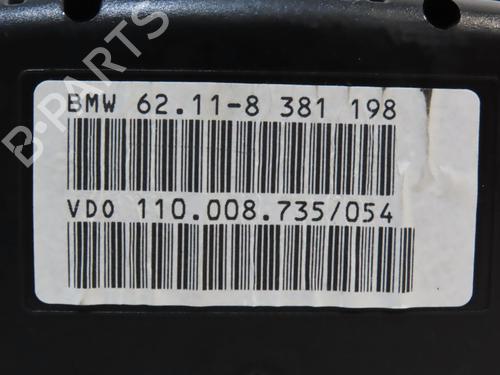 BMW 62.11-8 381 198
VDO 110.008.735/054
B-PARTS